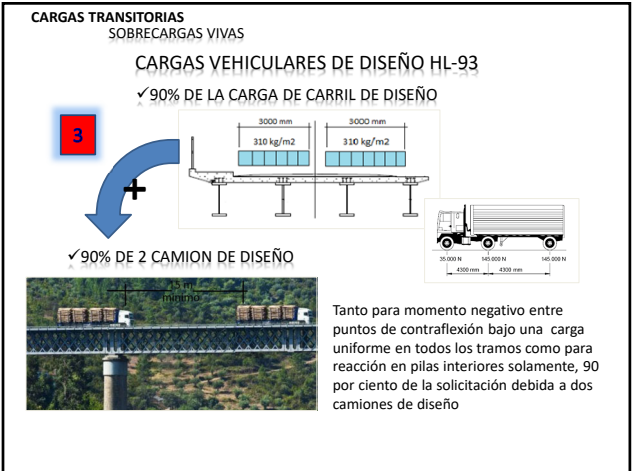 CARGAS TRANSITORIAS
SOBRECARGAS VIVAS
CARGAS VEHICULARES DE DISEÑO HL-93
✓90% DE LA CARGA DE CARRIL DE DISEÑO
3
3000 mm 3000 mm
310 kg/m2 310 kg/m2
+
35.000 N 145.000 N 145.000 N
4300 mm 4300 mm
✓90% DE 2 CAMION DE DISEÑO
15 m
mínimo
Tanto para momento negativo entre
puntos de contraflexión bajo una carga
uniforme en todos los tramos como para
reacción en pilas interiores solamente, 90
por ciento de la solicitación debida a dos
camiones de diseño